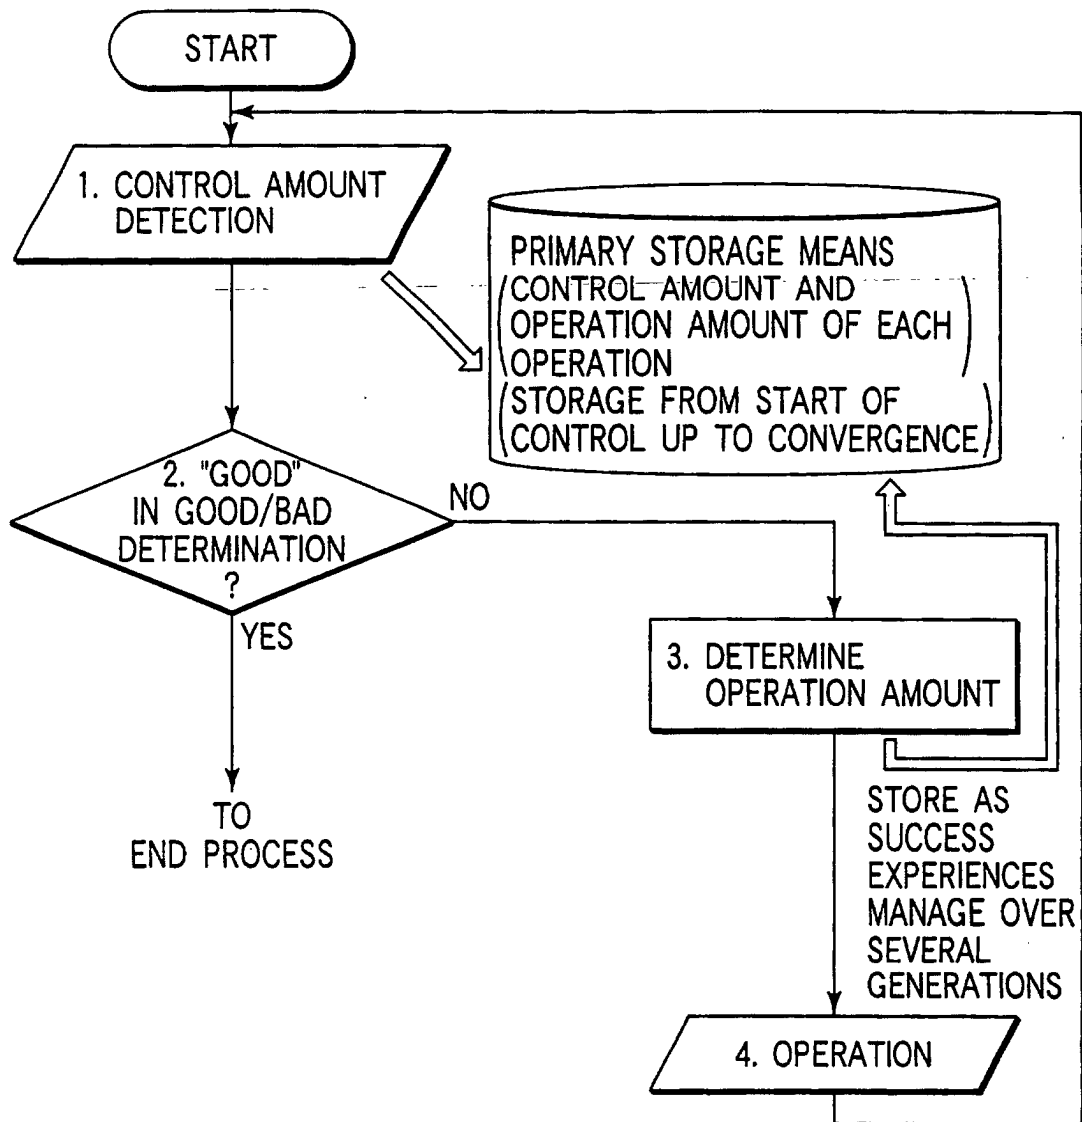 START
1. CONTROL AMOUNT
DETECTION
PRIMARY STORAGE MEANS
(CONTROL AMOUNT AND
OPERATION AMOUNT OF EACH
OPERATION)
(STORAGE FROM START OF
CONTROL UP TO CONVERGENCE)
2. "GOOD"
IN GOOD/BAD
DETERMINATION
?
NO
YES
3. DETERMINE
OPERATION AMOUNT
TO
END PROCESS
STORE AS
SUCCESS
EXPERIENCES
MANAGE OVER
SEVERAL
GENERATIONS
4. OPERATION